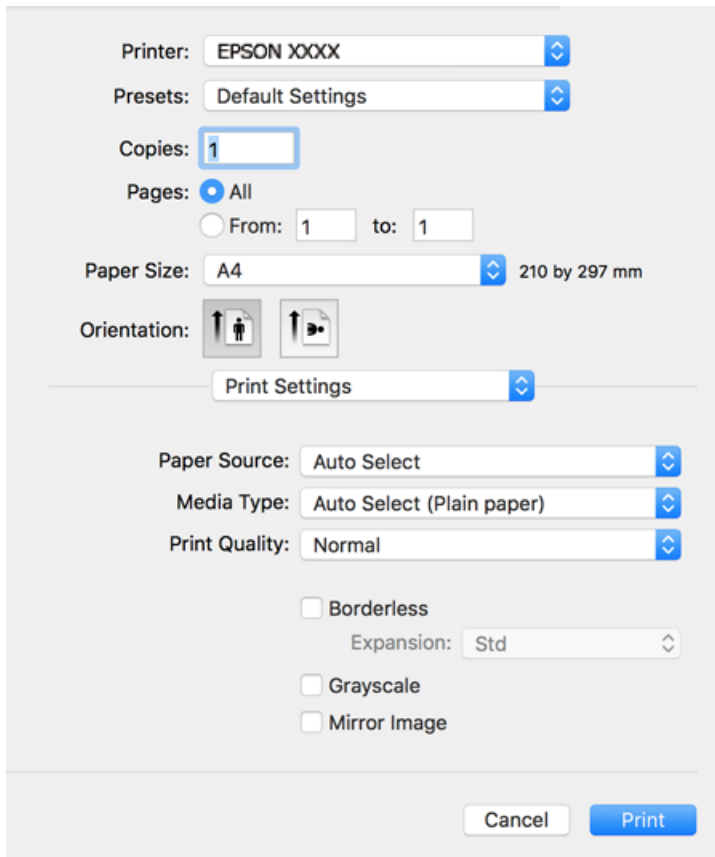 Printer: EPSON XXXX
Presets: Default Settings
Copies: 1
Pages: All
From: 1 to: 1
Paper Size: A4 210 by 297 mm
Orientation:
Print Settings
Paper Source: Auto Select
Media Type: Auto Select (Plain paper)
Print Quality: Normal
Borderless
Expansion: Std
Grayscale
Mirror Image
Cancel Print